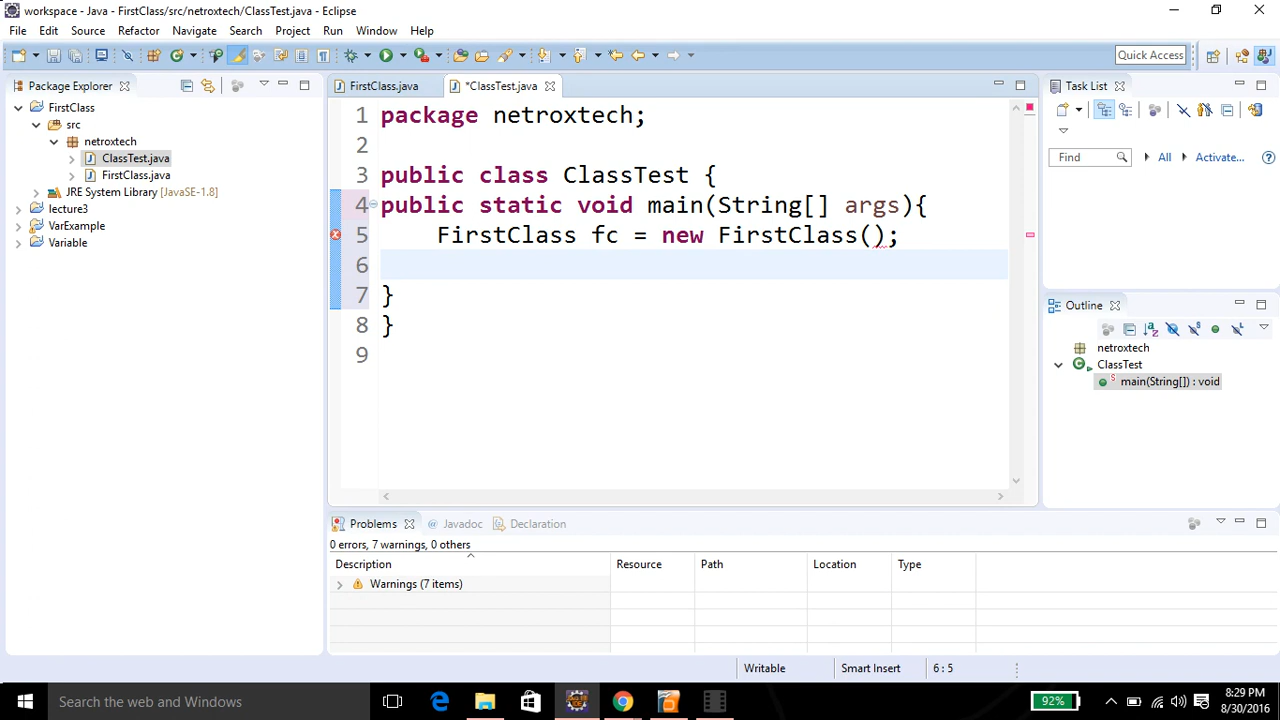 workspace - Java - FirstClass/src/netroxtech/ClassTest.java - Eclipse
File Edit Source Refactor Navigate Search Project Run Window Help
Quick Access
Package Explorer
FirstClass
src
netroxtech
ClassTest.java
FirstClass.java
JRE System Library [JavaSE-1.8]
lecture3
VarExample
Variable
FirstClass.java *ClassTest.java
1 package netroxtech;
2
3 public class ClassTest {
4 public static void main(String[] args){
5 FirstClass fc = new FirstClass();
6
7 }
8 }
9
Task List
Find All Activate...
Outline
netroxtech
ClassTest
main(String[]) : void
Problems Javadoc Declaration
0 errors, 7 warnings, 0 others
Description Resource Path Location Type
Warnings (7 items)
Writable Smart Insert 6 : 5
Search the web and Windows
92%
8:29 PM
8/30/2016